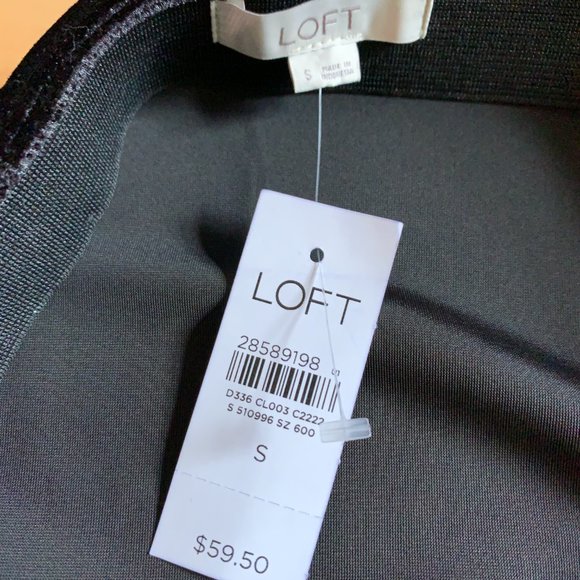 LOFT
S MADE IN
INDONESIA
LOFT
28589198
S
D336 CL003 C2222
S 510996 SZ 600
S
$59.50